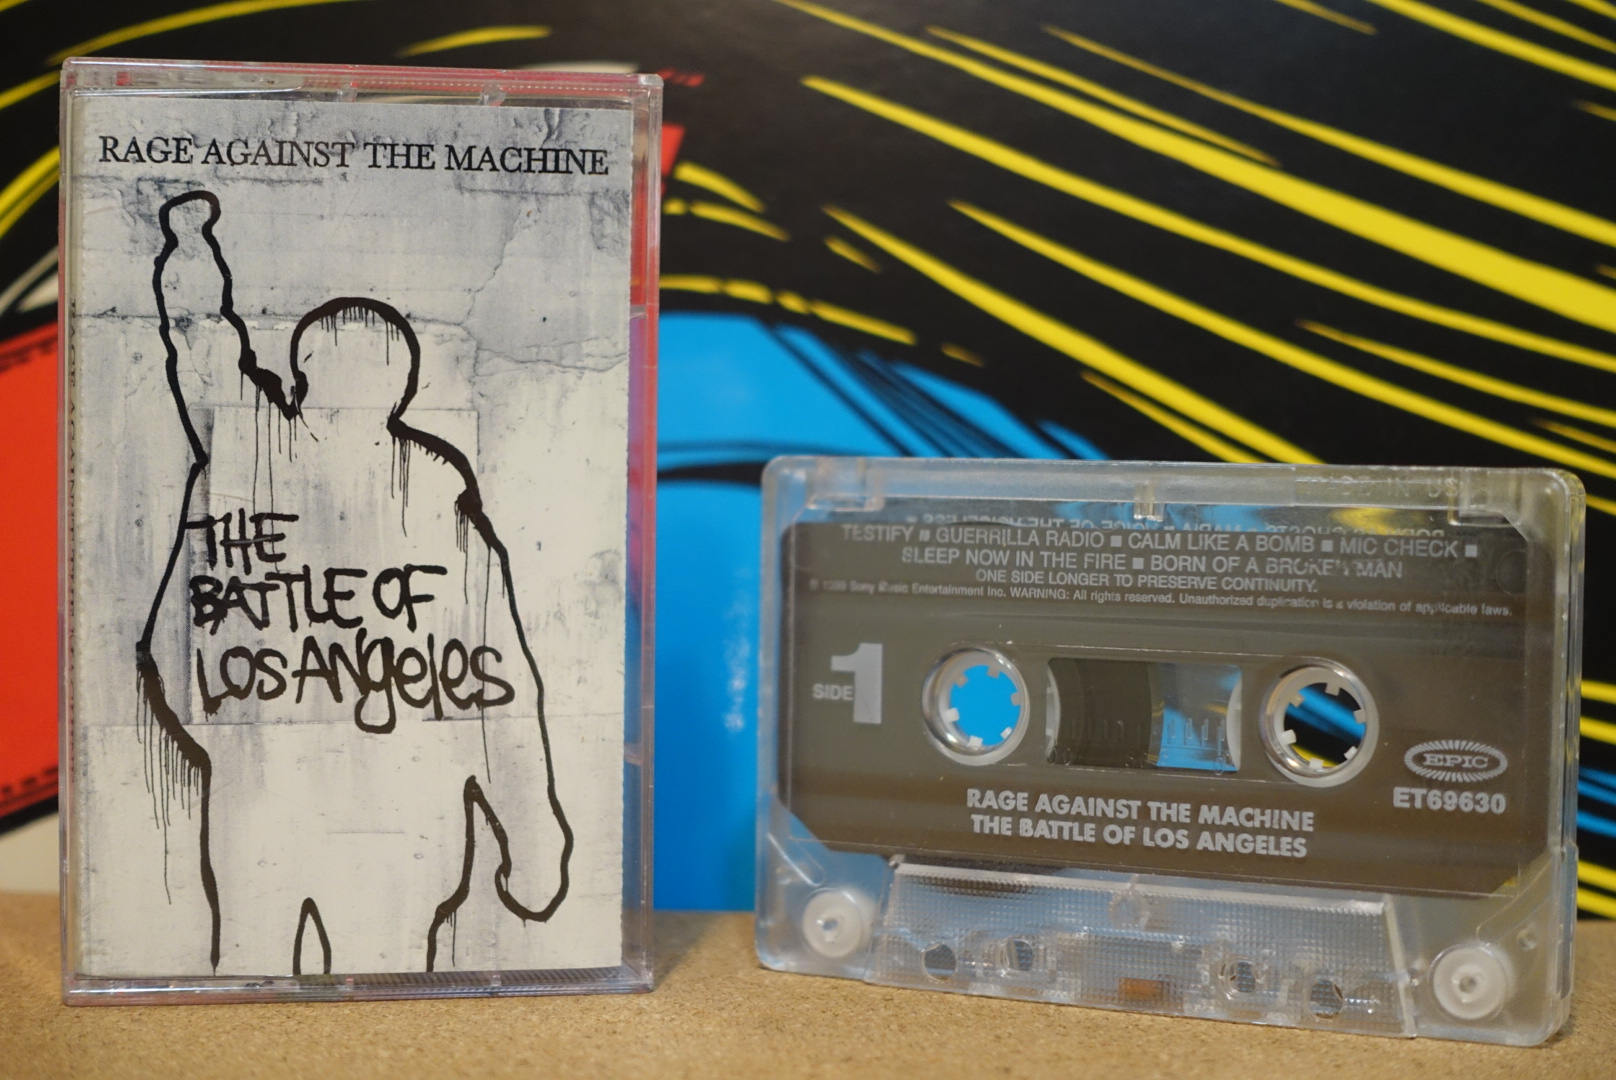 RAGE AGAINST THE MACHINE
THE
BATTLE OF
LOS ANgeles
TESTIFY ■ GUERRILLA RADIO ■ CALM LIKE A BOMB ■ MIC CHECK ■
SLEEP NOW IN THE FIRE ■ BORN OF A BROKEN MAN
ONE SIDE LONGER TO PRESERVE CONTINUITY.
℗ 1999 Sony Music Entertainment Inc. WARNING: All rights reserved. Unauthorized duplication is a violation of applicable laws.
SIDE 1
EPIC
ET69630
RAGE AGAINST THE MACHINE
THE BATTLE OF LOS ANGELES